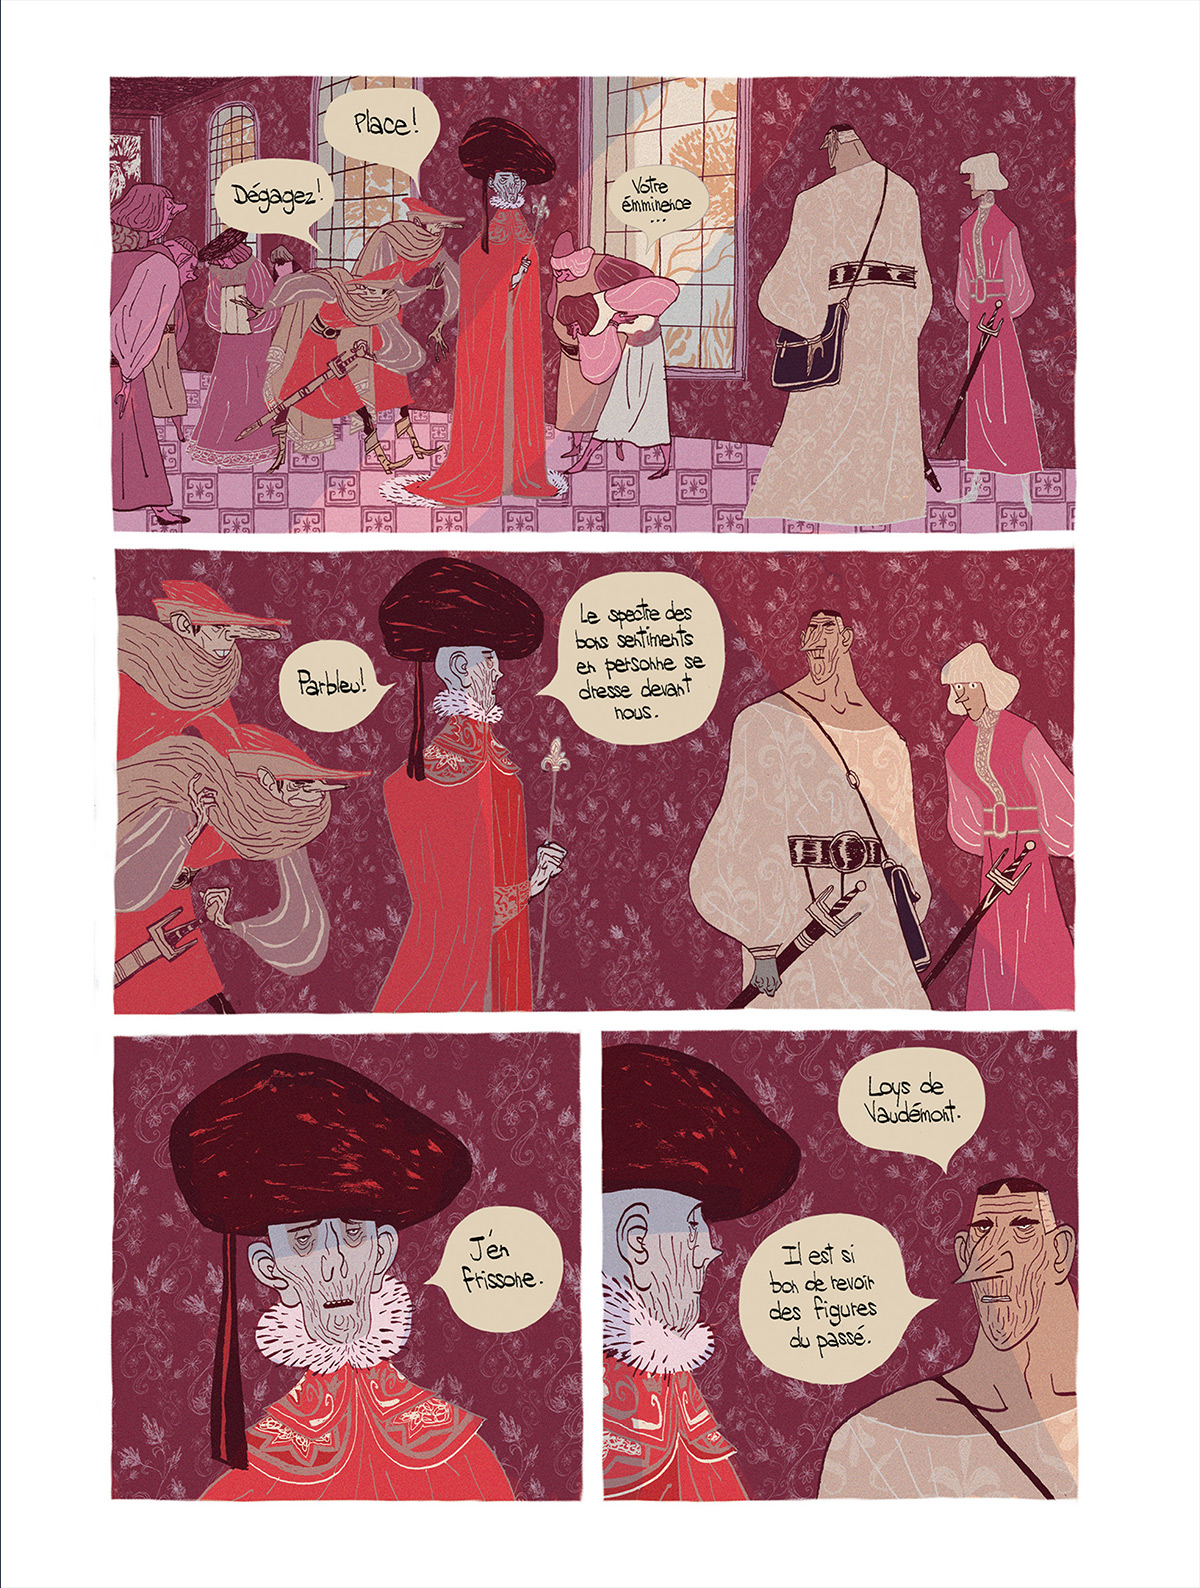 Place!
Dégagez!
Votre
émminence
...
Parbleu!
Le spectre des
bons sentiments
en personne se
dresse devant
nous.
J'en
frissone.
Loys de
Vaudémont.
Il est si
bon de revoir
des figures
du passé.